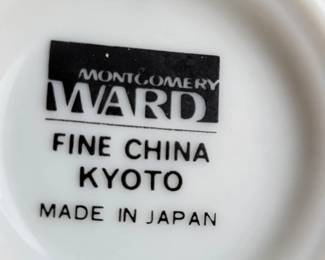 MONTGOMERY
WARD
FINE CHINA
KYOTO
MADE IN JAPAN